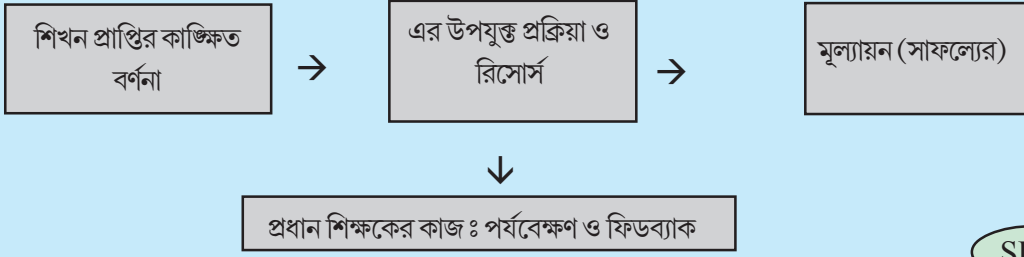 শিখন প্রাপ্তির কাঙ্ক্ষিত
বর্ণনা
→
এর উপযুক্ত প্রক্রিয়া ও
রিসোর্স
→
মূল্যায়ন (সাফল্যের)
↓
প্রধান শিক্ষকের কাজ ঃ পর্যবেক্ষণ ও ফিডব্যাক